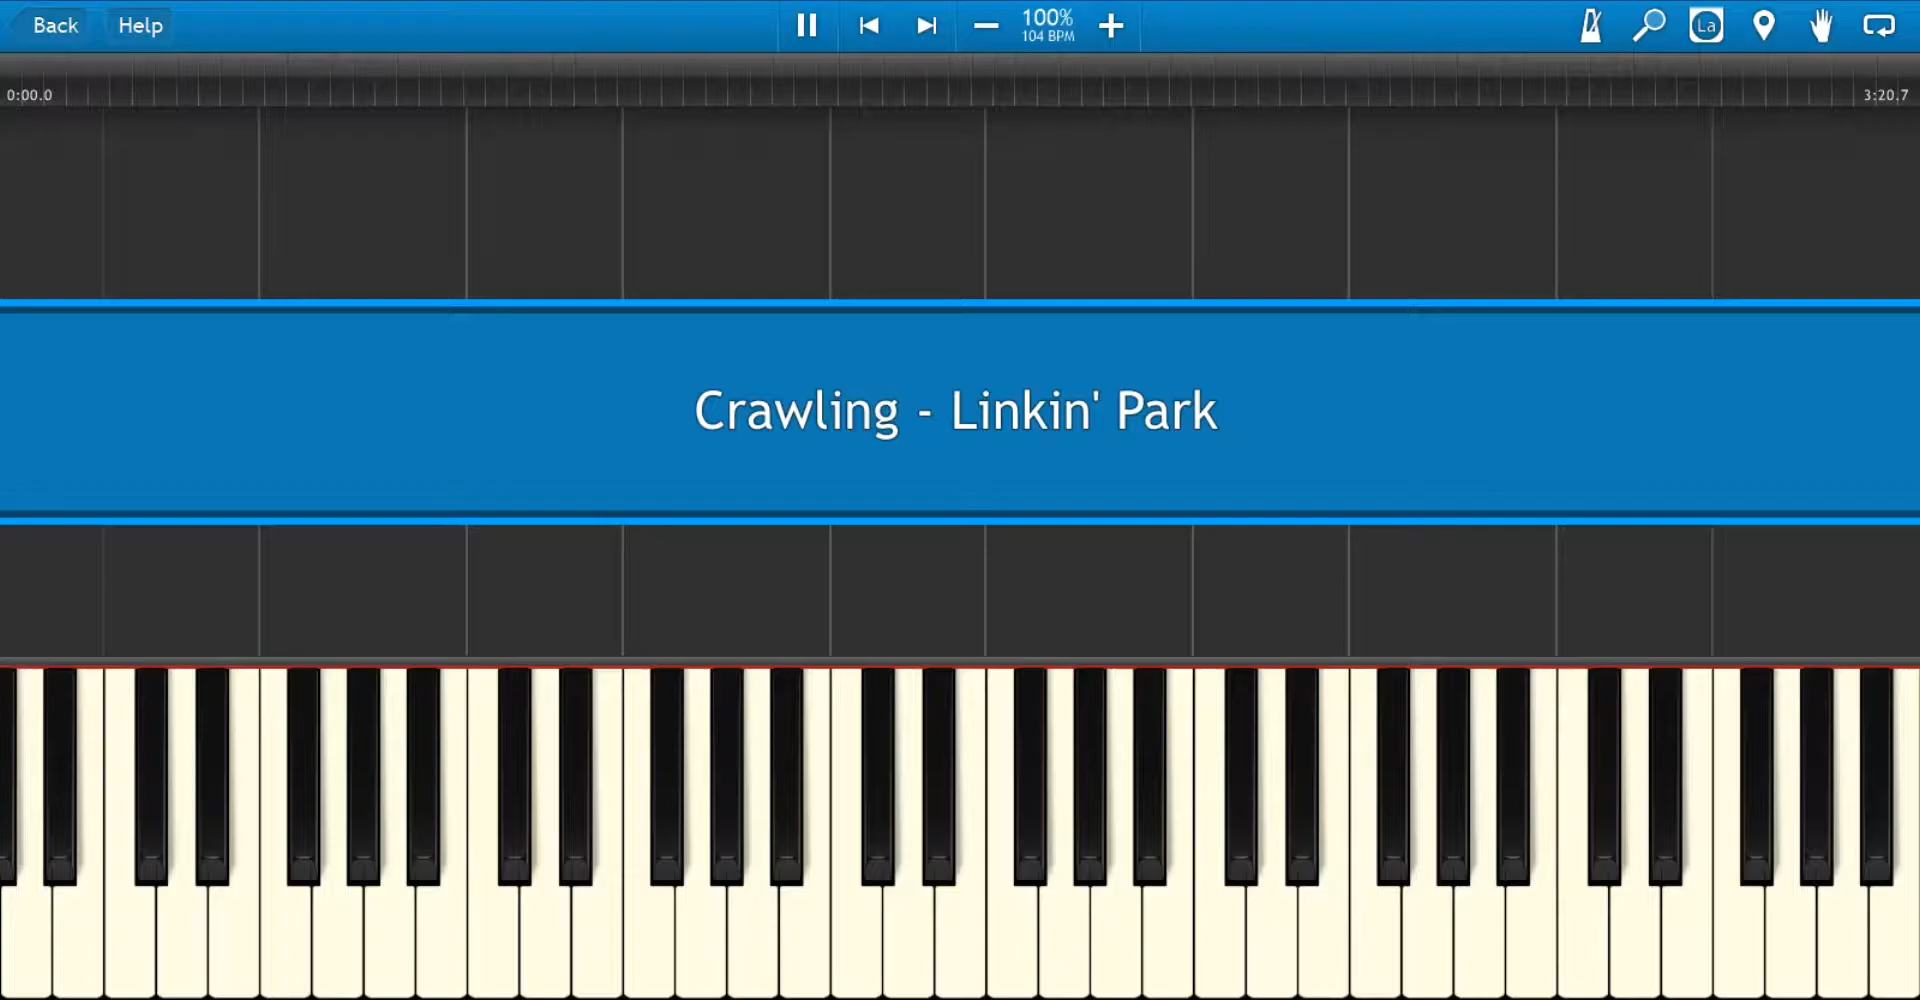 Back Help 100%
104 BPM
La
0:00.0 3:20.7
Crawling - Linkin' Park